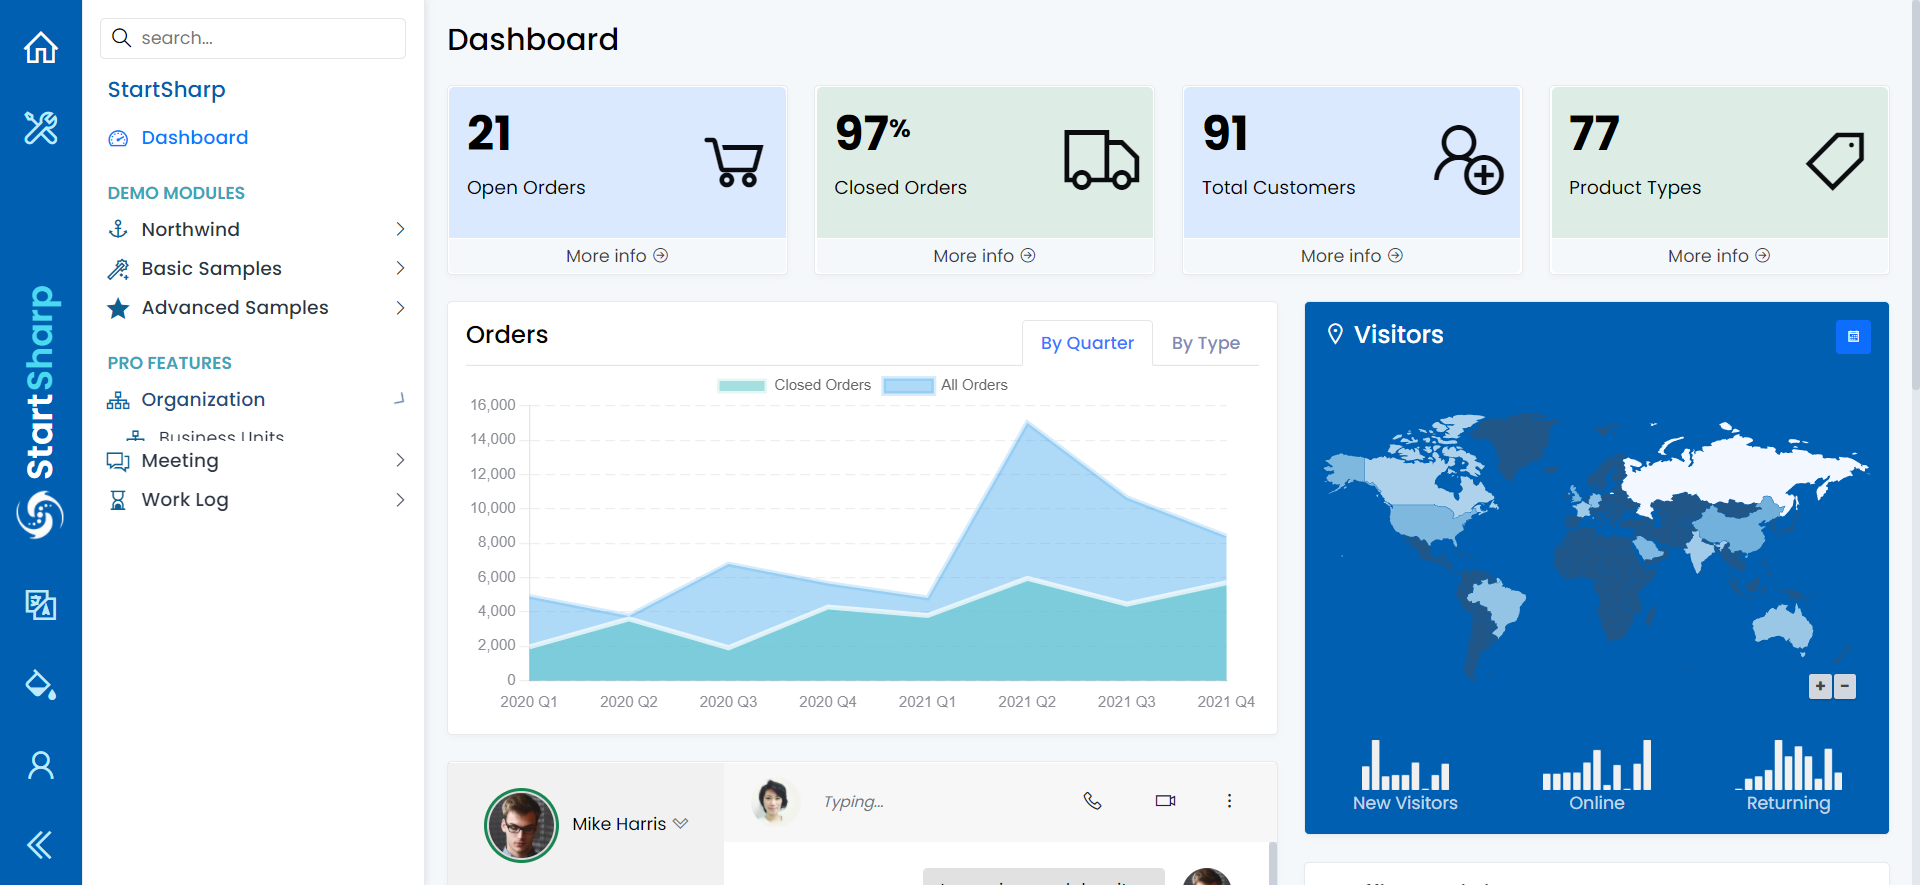 StartSharp
search...
StartSharp
Dashboard
DEMO MODULES
Northwind
Basic Samples
Advanced Samples
PRO FEATURES
Organization
Business Units
Meeting
Work Log
Dashboard
21
Open Orders
More info
97%
Closed Orders
More info
91
Total Customers
More info
77
Product Types
More info
Orders
By Quarter
By Type
Closed Orders
All Orders
16,000
14,000
12,000
10,000
8,000
6,000
4,000
2,000
0
2020 Q1
2020 Q2
2020 Q3
2020 Q4
2021 Q1
2021 Q2
2021 Q3
2021 Q4
Visitors
+
−
New Visitors
Online
Returning
Mike Harris
Typing...